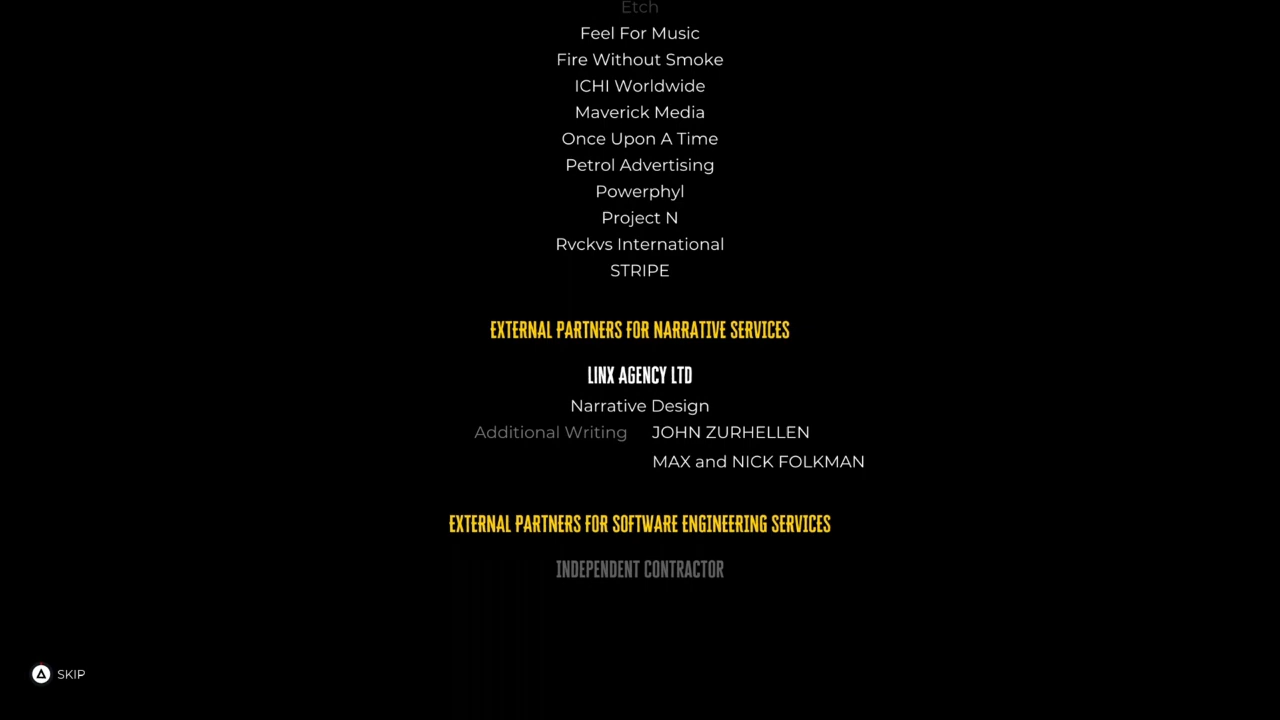 Etch
Feel For Music
Fire Without Smoke
ICHI Worldwide
Maverick Media
Once Upon A Time
Petrol Advertising
Powerphyl
Project N
Rvckvs International
STRIPE
EXTERNAL PARTNERS FOR NARRATIVE SERVICES
LINX AGENCY LTD
Narrative Design
Additional Writing JOHN ZURHELLEN
MAX and NICK FOLKMAN
EXTERNAL PARTNERS FOR SOFTWARE ENGINEERING SERVICES
INDEPENDENT CONTRACTOR
SKIP